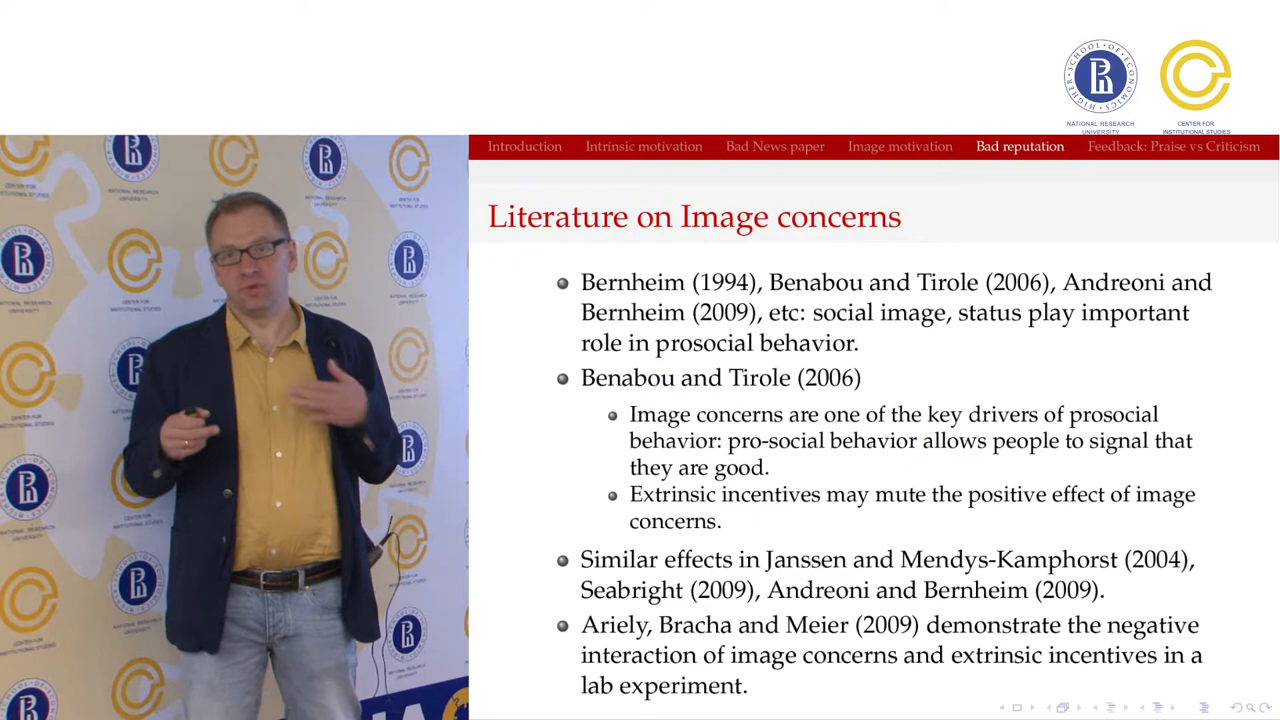 HIGHER SCHOOL OF ECONOMICS
NATIONAL RESEARCH
UNIVERSITY
CENTER FOR
INSTITUTIONAL STUDIES
Introduction Intrinsic motivation Bad News paper Image motivation Bad reputation Feedback: Praise vs Criticism
Literature on Image concerns
Bernheim (1994), Benabou and Tirole (2006), Andreoni and
Bernheim (2009), etc: social image, status play important
role in prosocial behavior.
Benabou and Tirole (2006)
Image concerns are one of the key drivers of prosocial
behavior: pro-social behavior allows people to signal that
they are good.
Extrinsic incentives may mute the positive effect of image
concerns.
Similar effects in Janssen and Mendys-Kamphorst (2004),
Seabright (2009), Andreoni and Bernheim (2009).
Ariely, Bracha and Meier (2009) demonstrate the negative
interaction of image concerns and extrinsic incentives in a
lab experiment.